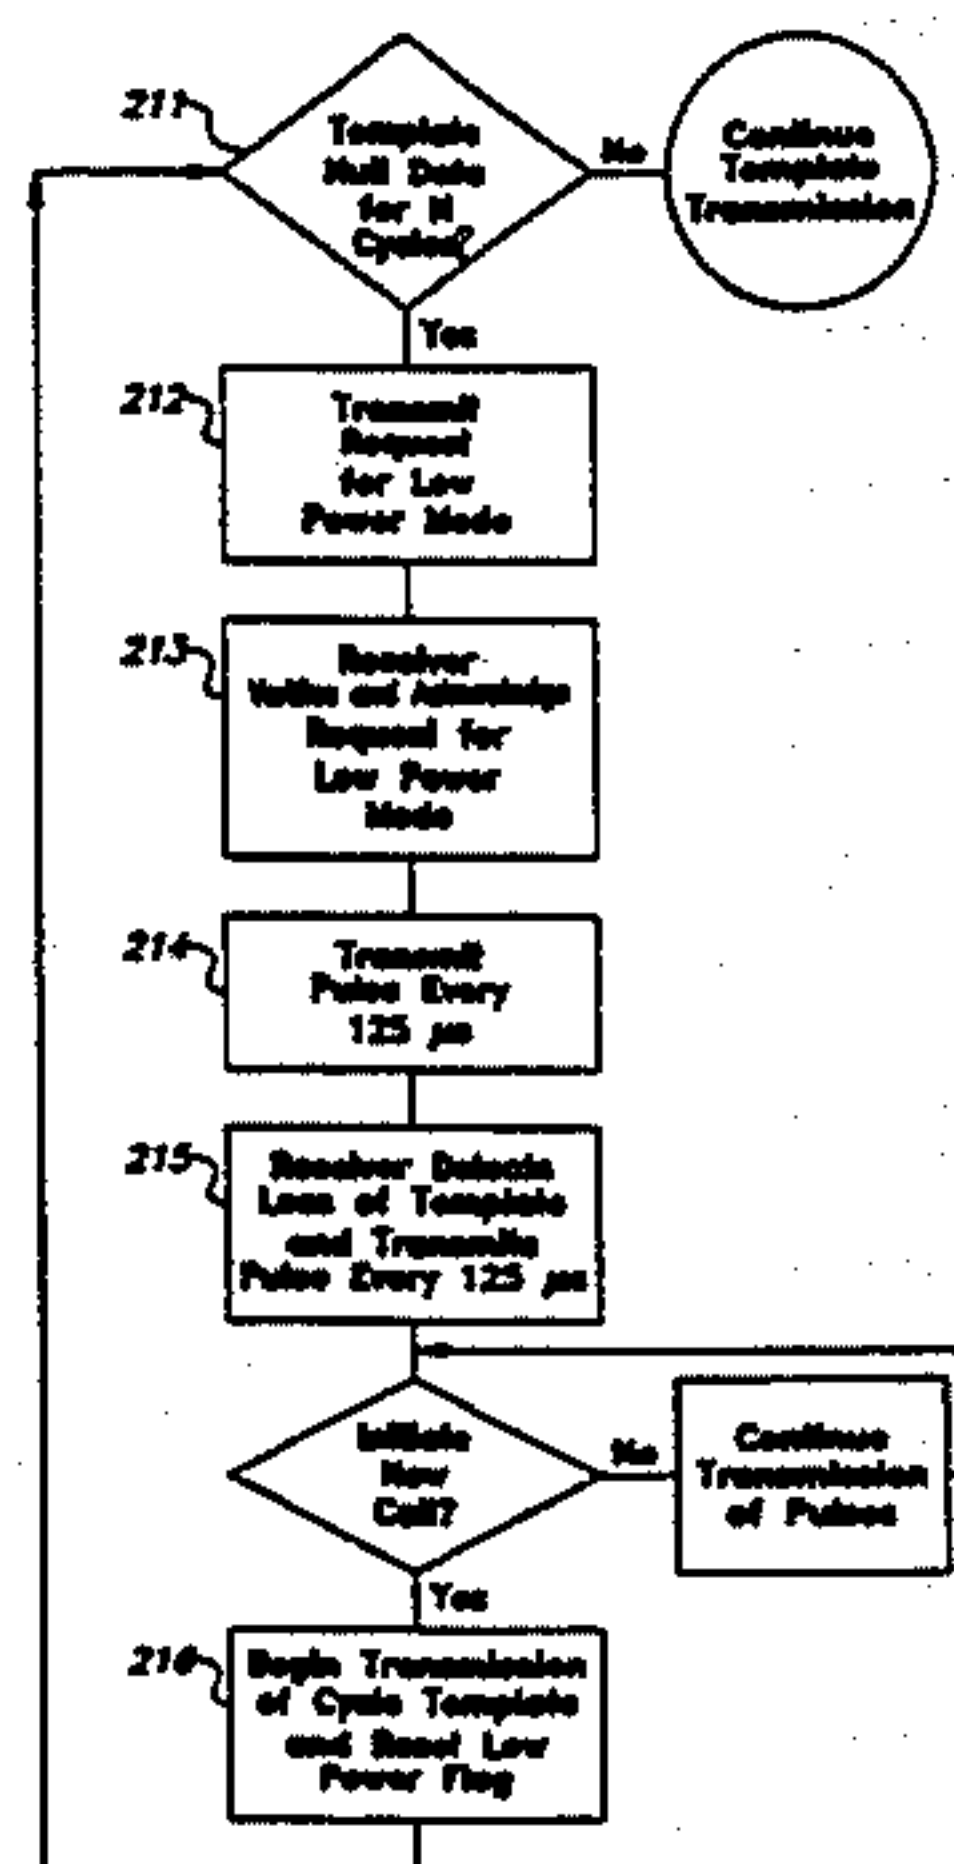 211
Template
Null Data
for N
Cycles?
No
Continue
Template
Transmission
Yes
212
Transmit
Request
for Low
Power Mode
213
Receiver
Verifies and Acknowledge
Request for
Low Power
Mode
214
Transmit
Pulse Every
125 µs
215
Receiver Detects
Loss of Template
and Transmits
Pulse Every 125 µs
Initiate
New
Call?
No
Continue
Transmission
of Pulses
Yes
216
Begin Transmission
of Cycle Template
and Reset Low
Power Flag